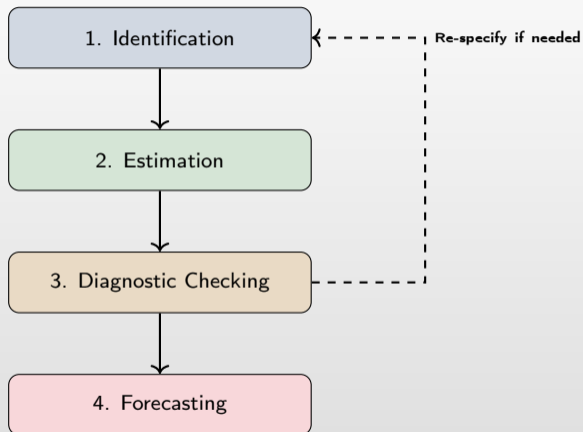 1. Identification
Re-specify if needed
2. Estimation
3. Diagnostic Checking
4. Forecasting